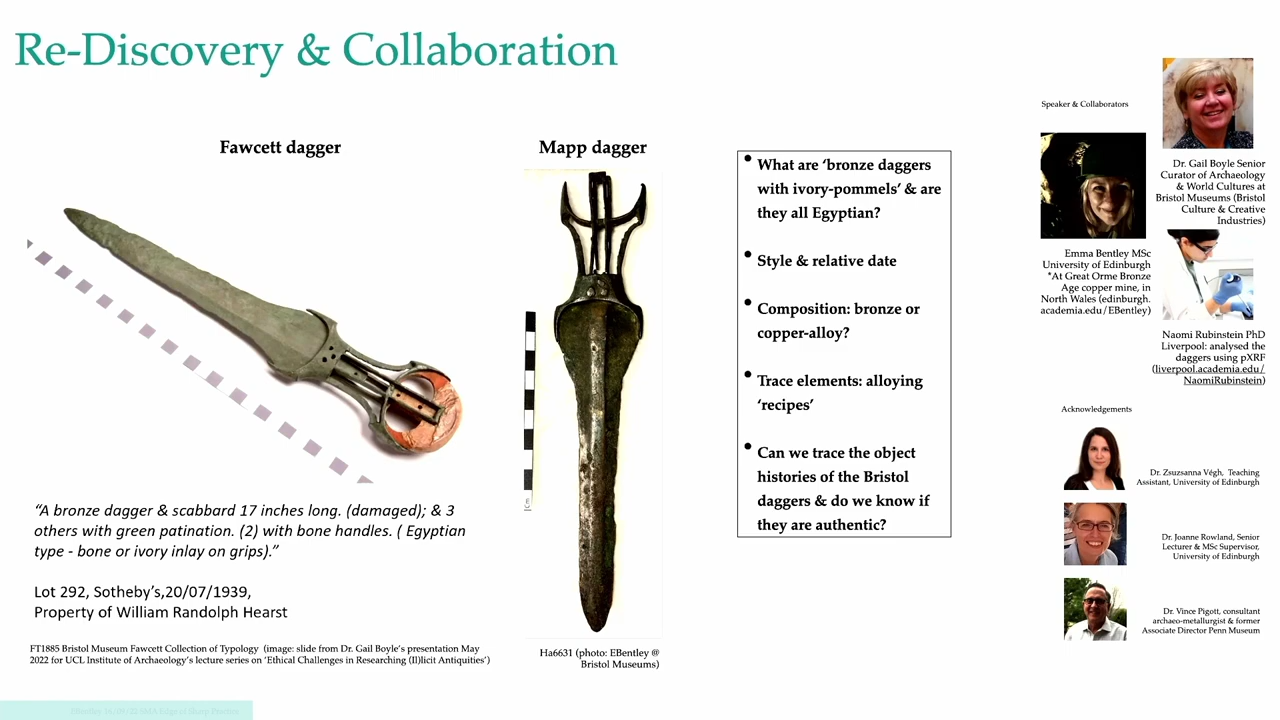 Re-Discovery & Collaboration
Fawcett dagger
“A bronze dagger & scabbard 17 inches long. (damaged); & 3
others with green patination. (2) with bone handles. ( Egyptian
type - bone or ivory inlay on grips).”
Lot 292, Sotheby’s,20/07/1939,
Property of William Randolph Hearst
FT1885 Bristol Museum Fawcett Collection of Typology (image: slide from Dr. Gail Boyle’s presentation May
2022 for UCL Institute of Archaeology’s lecture series on ‘Ethical Challenges in Researching (Il)licit Antiquities’)
Mapp dagger
Ha6631 (photo: EBentley @
Bristol Museums)
• What are ‘bronze daggers
with ivory-pommels’ & are
they all Egyptian?
• Style & relative date
• Composition: bronze or
copper-alloy?
• Trace elements: alloying
‘recipes’
• Can we trace the object
histories of the Bristol
daggers & do we know if
they are authentic?
Speaker & Collaborators
Dr. Gail Boyle Senior
Curator of Archaeology
& World Cultures at
Bristol Museums (Bristol
Culture & Creative
Industries)
Emma Bentley MSc
University of Edinburgh
*At Great Orme Bronze
Age copper mine, in
North Wales (edinburgh.
academia.edu/EBentley)
Naomi Rubinstein PhD
Liverpool: analysed the
daggers using pXRF
(liverpool.academia.edu/
NaomiRubinstein)
Acknowledgements
Dr. Zsuzsanna Végh, Teaching
Assistant, University of Edinburgh
Dr. Joanne Rowland, Senior
Lecturer & MSc Supervisor,
University of Edinburgh
Dr. Vince Pigott, consultant
archaeo-metallurgist & former
Associate Director Penn Museum